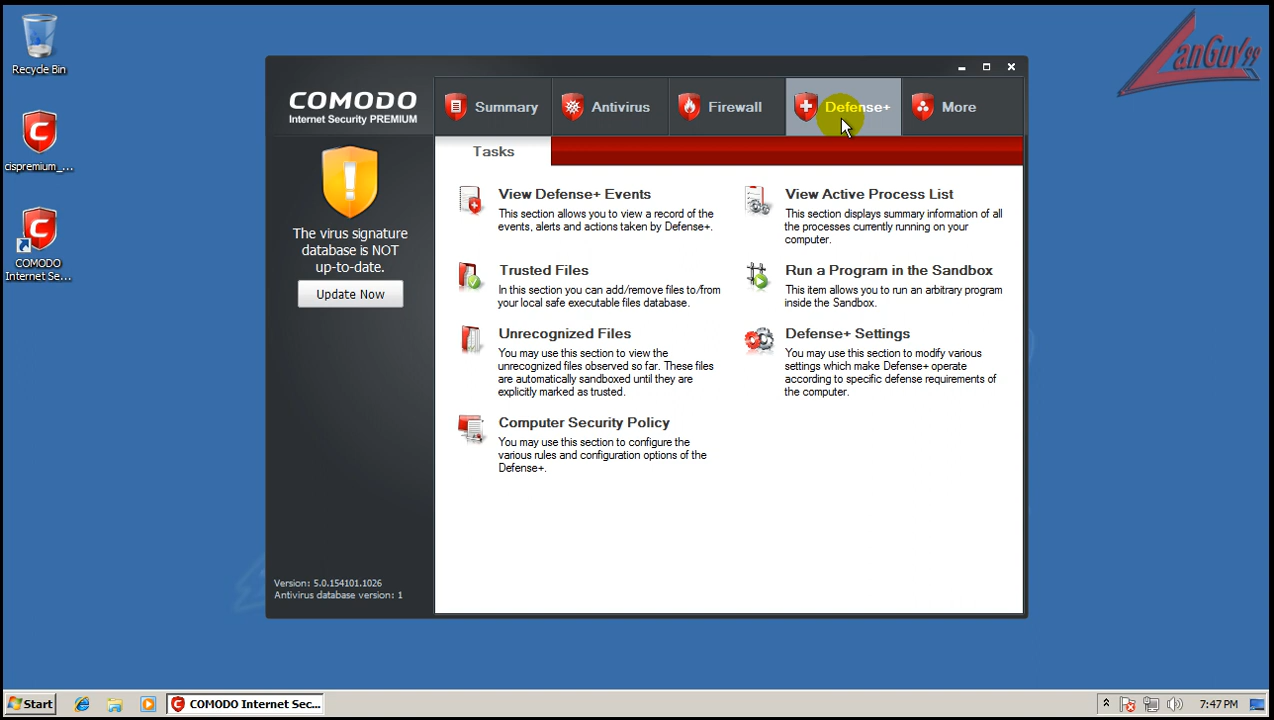 Recycle Bin
cispremium_...
COMODO
Internet Se...
anGuy99
COMODO
Internet Security PREMIUM
Summary
Antivirus
Firewall
Defense+
More
The virus signature
database is NOT
up-to-date.
Update Now
Version: 5.0.154101.1026
Antivirus database version: 1
Tasks
View Defense+ Events
This section allows you to view a record of the
events, alerts and actions taken by Defense+.
Trusted Files
In this section you can add/remove files to/from
your local safe executable files database.
Unrecognized Files
You may use this section to view the
unrecognized files observed so far. These files
are automatically sandboxed until they are
explicitly marked as trusted.
Computer Security Policy
You may use this section to configure the
various rules and configuration options of the
Defense+.
View Active Process List
This section displays summary information of all
the processes currently running on your
computer.
Run a Program in the Sandbox
This item allows you to run an arbitrary program
inside the Sandbox.
Defense+ Settings
You may use this section to modify various
settings which make Defense+ operate
according to specific defense requirements of
the computer.
Start
COMODO Internet Sec...
7:47 PM